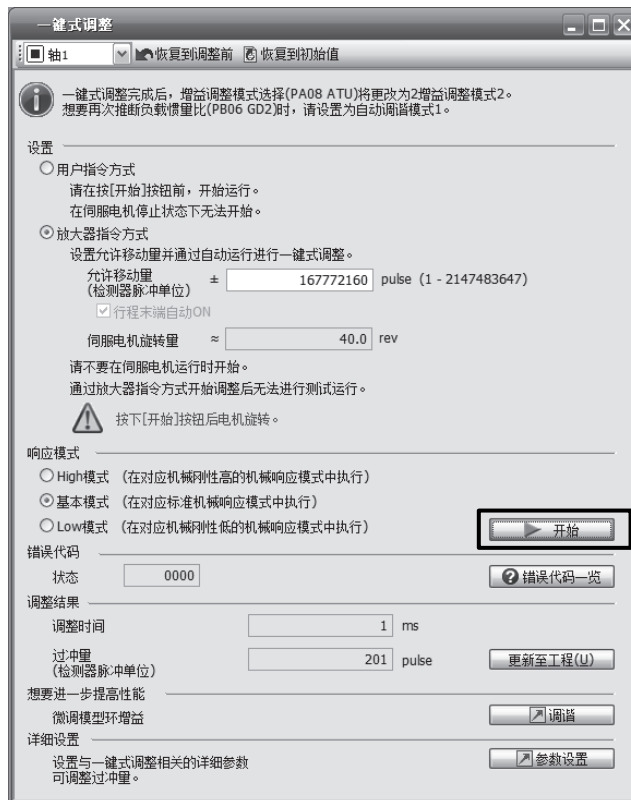 一键式调整
轴1 恢复到调整前 恢复到初始值
一键式调整完成后，增益调整模式选择(PA08 ATU)将更改为2增益调整模式2。
想要再次推断负载惯量比(PB06 GD2)时，请设置为自动调谐模式1。
设置
用户指令方式
请在按[开始]按钮前，开始运行。
在伺服电机停止状态下无法开始。
放大器指令方式
设置允许移动量并通过自动运行进行一键式调整。
允许移动量 ± 167772160 pulse (1 - 2147483647)
(检测器脉冲单位)
行程末端自动ON
伺服电机旋转量 ≈ 40.0 rev
请不要在伺服电机运行时开始。
通过放大器指令方式开始调整后无法进行测试运行。
按下[开始]按钮后电机旋转。
响应模式
High模式 (在对应机械刚性高的机械响应模式中执行)
基本模式 (在对应标准机械响应模式中执行)
Low模式 (在对应机械刚性低的机械响应模式中执行) 开始
错误代码
状态 0000 错误代码一览
调整结果
调整时间 1 ms
过冲量 201 pulse 更新至工程(U)
(检测器脉冲单位)
想要进一步提高性能
微调模型环增益 调谐
详细设置
设置与一键式调整相关的详细参数 参数设置
可调整过冲量。